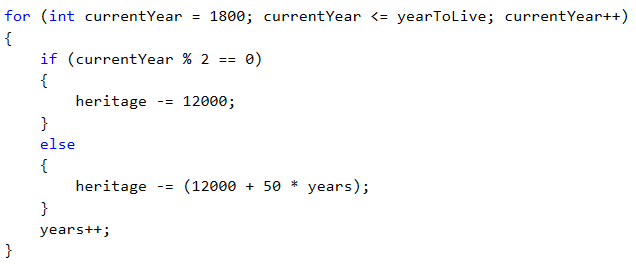 for (int currentYear = 1800; currentYear <= yearToLive; currentYear++)
{
    if (currentYear % 2 == 0)
    {
        heritage -= 12000;
    }
    else
    {
        heritage -= (12000 + 50 * years);
    }
    years++;
}